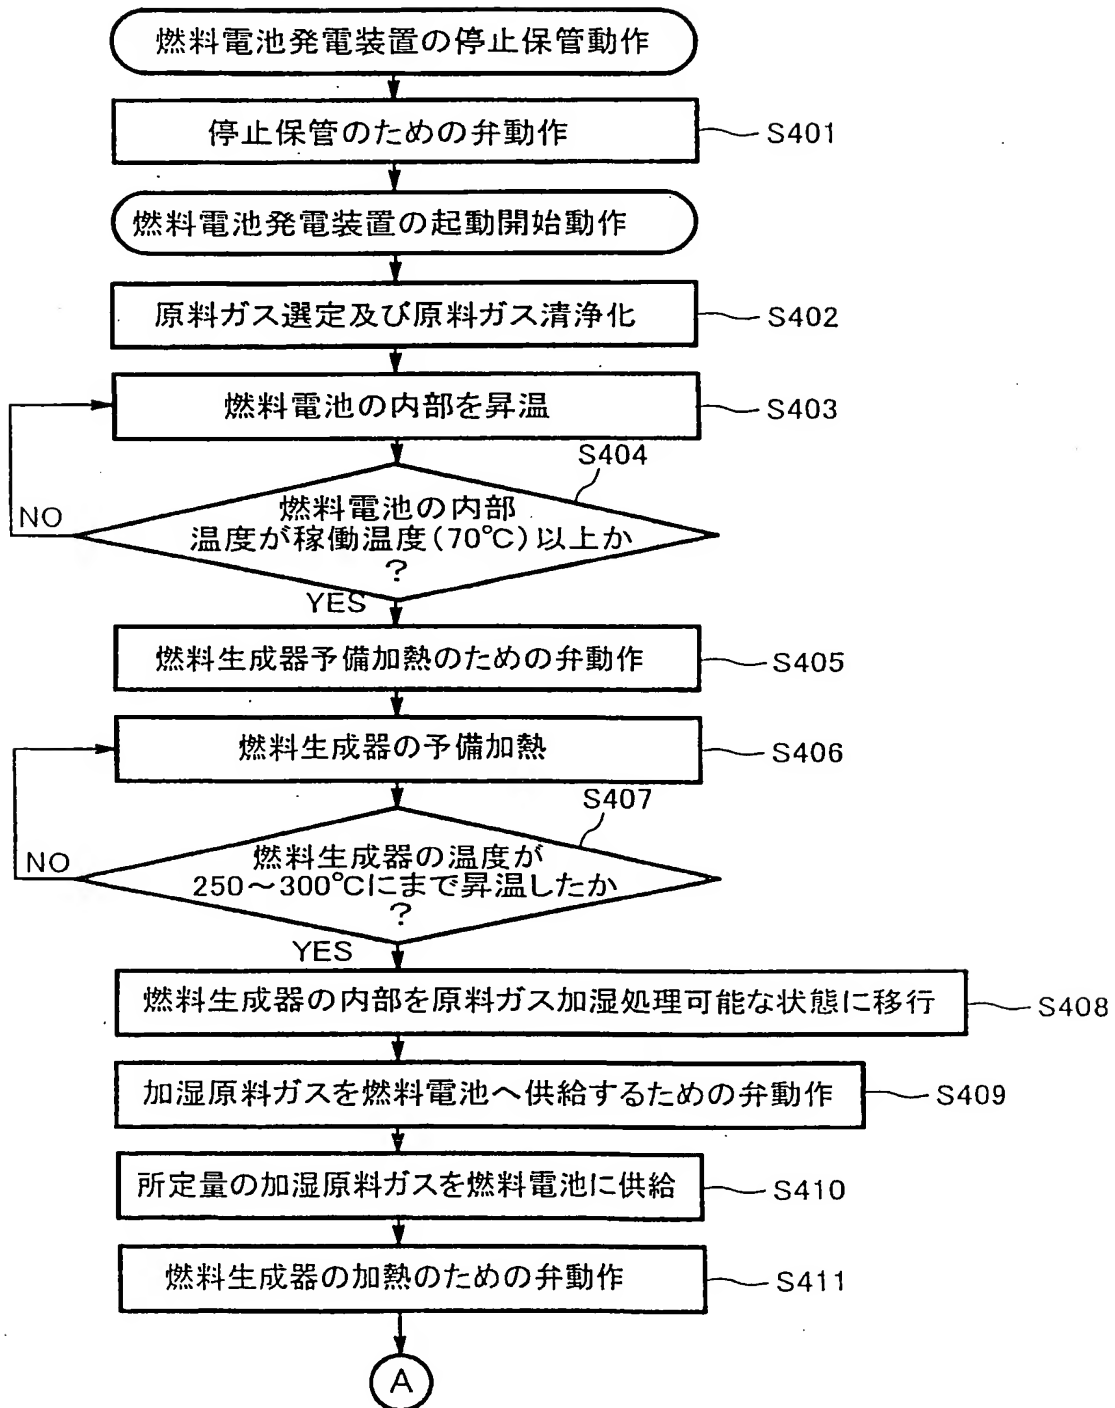 燃料電池発電装置の停止保管動作
停止保管のための弁動作
S401
燃料電池発電装置の起動開始動作
原料ガス選定及び原料ガス清浄化
S402
燃料電池の内部を昇温
S403
S404
燃料電池の内部
温度が稼働温度(70℃)以上か
?
NO
YES
燃料生成器予備加熱のための弁動作
S405
燃料生成器の予備加熱
S406
S407
燃料生成器の温度が
250～300℃にまで昇温したか
?
NO
YES
燃料生成器の内部を原料ガス加湿処理可能な状態に移行
S408
加湿原料ガスを燃料電池へ供給するための弁動作
S409
所定量の加湿原料ガスを燃料電池に供給
S410
燃料生成器の加熱のための弁動作
S411
A